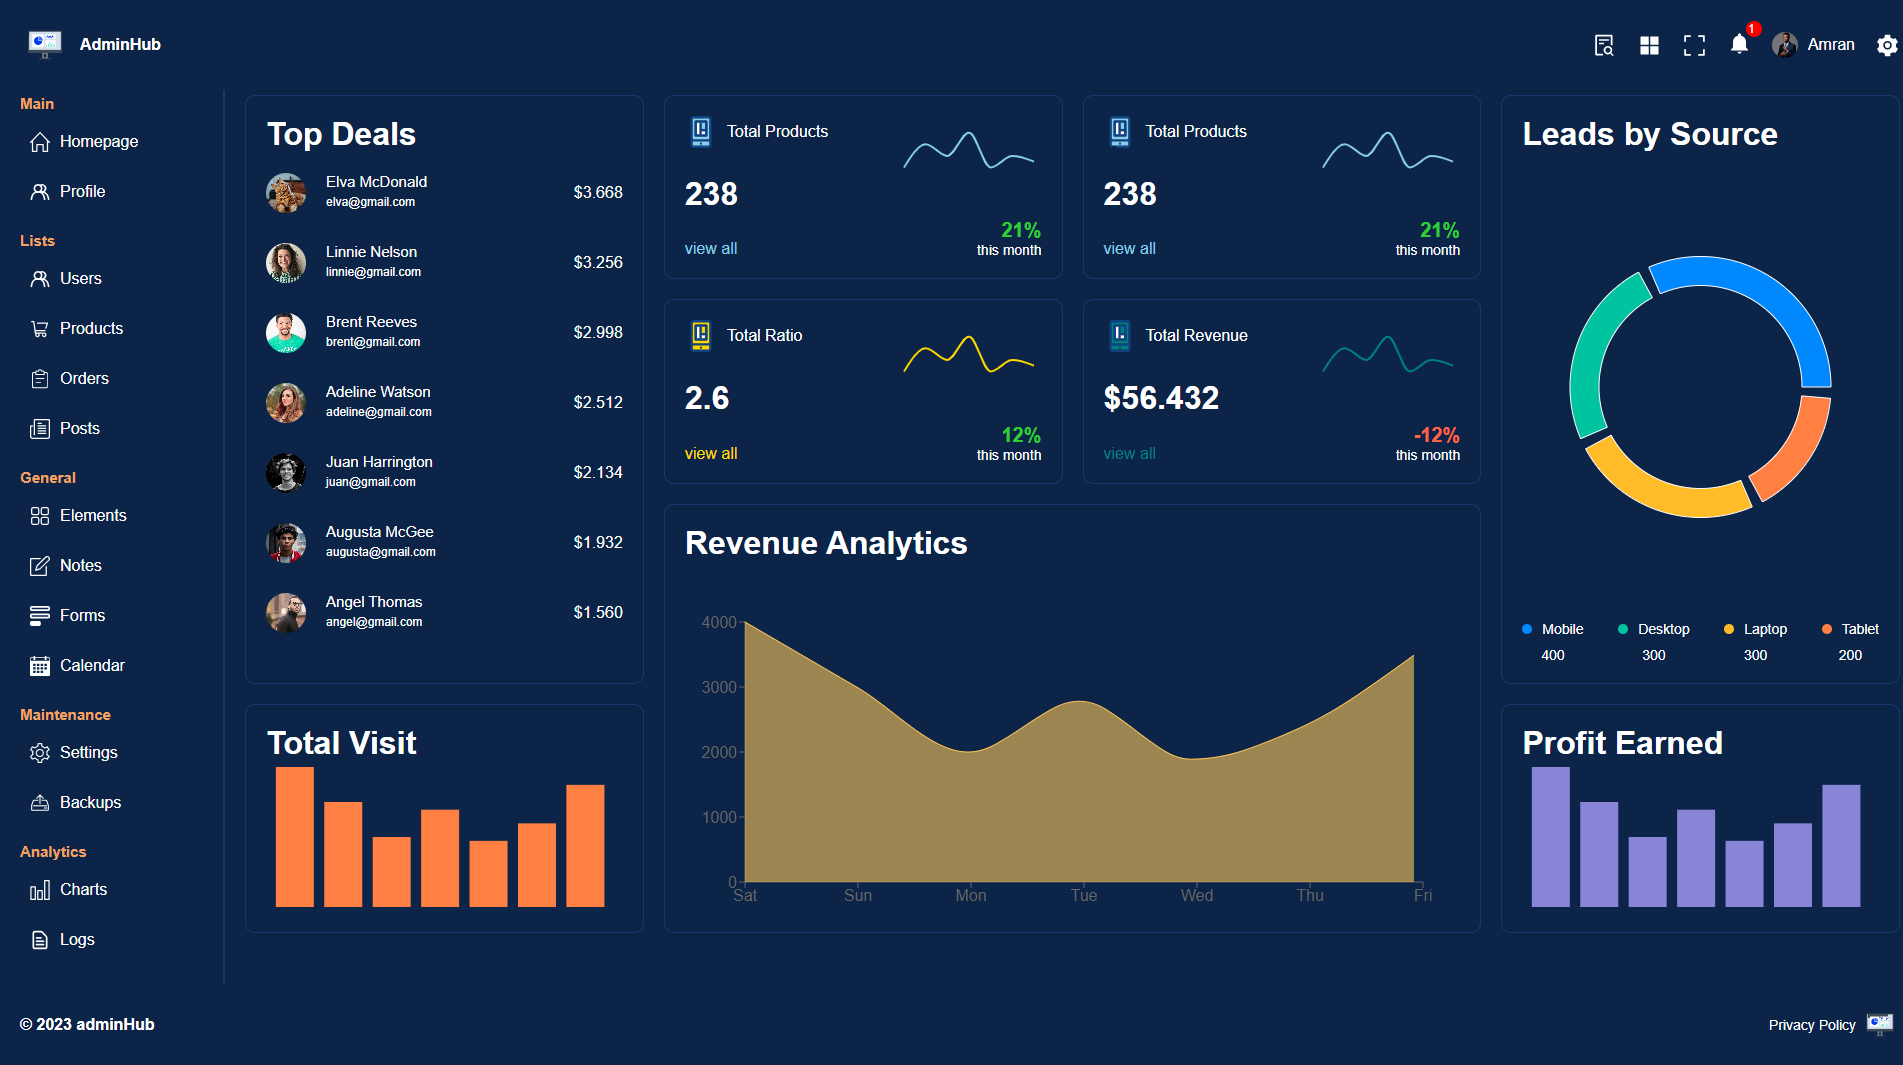 AdminHub
1
Amran
Main
Homepage
Profile
Lists
Users
Products
Orders
Posts
General
Elements
Notes
Forms
Calendar
Maintenance
Settings
Backups
Analytics
Charts
Logs
Top Deals
Elva McDonald
elva@gmail.com
$3.668
Linnie Nelson
linnie@gmail.com
$3.256
Brent Reeves
brent@gmail.com
$2.998
Adeline Watson
adeline@gmail.com
$2.512
Juan Harrington
juan@gmail.com
$2.134
Augusta McGee
augusta@gmail.com
$1.932
Angel Thomas
angel@gmail.com
$1.560
Total Products
238
view all
21%
this month
Total Products
238
view all
21%
this month
Total Ratio
2.6
view all
12%
this month
Total Revenue
$56.432
view all
-12%
this month
Leads by Source
Mobile
400
Desktop
300
Laptop
300
Tablet
200
Total Visit
Revenue Analytics
4000
3000
2000
1000
0
Sat Sun Mon Tue Wed Thu Fri
Profit Earned
© 2023 adminHub
Privacy Policy